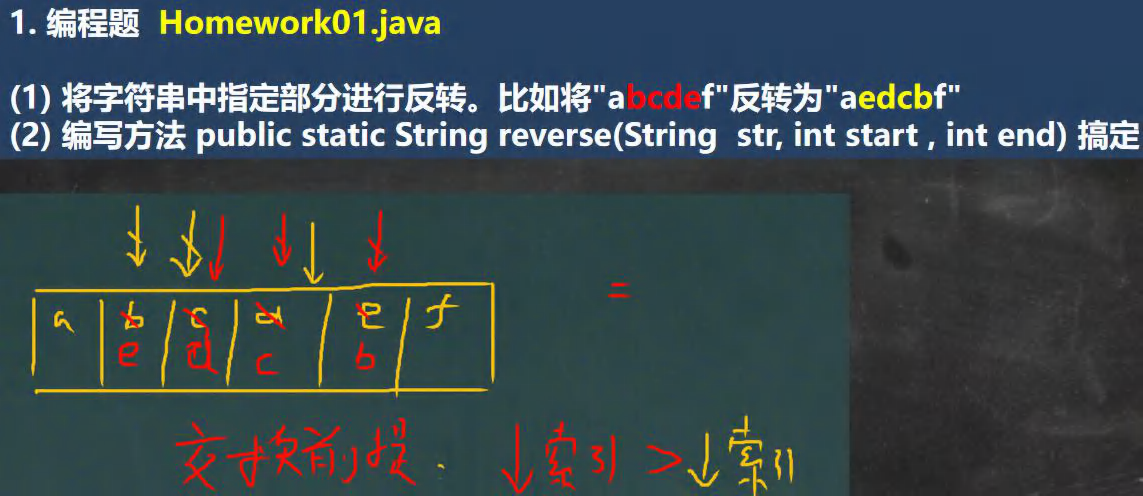 1. 编程题 Homework01.java
(1) 将字符串中指定部分进行反转。比如将"abcdef"反转为"aedcbf"
(2) 编写方法 public static String reverse(String str, int start , int end) 搞定
=
a b c d e f
e d c b
交换前提. ↓索引 > ↓索引